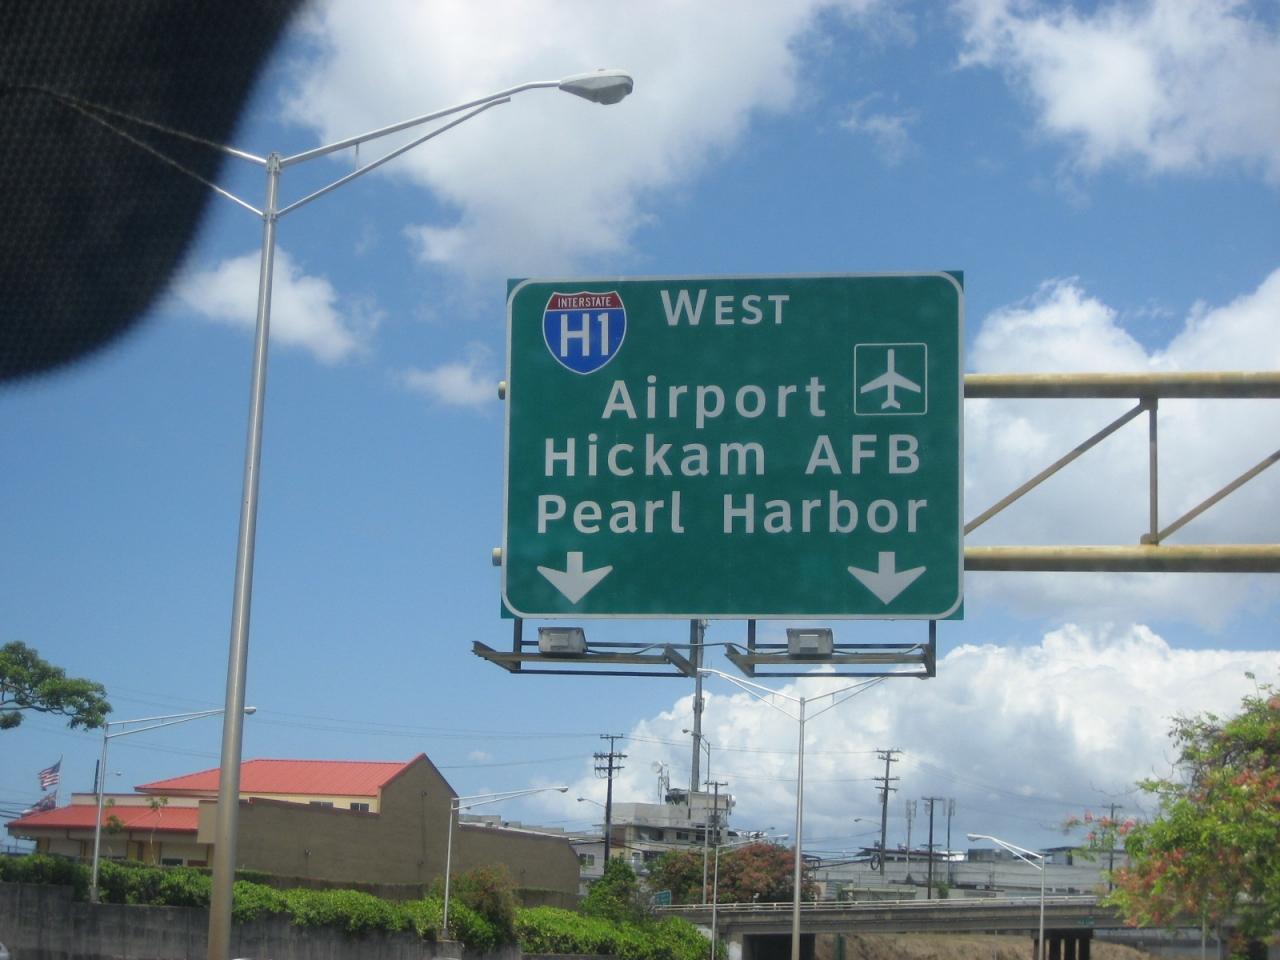 INTERSTATE
H1
WEST
Airport
Hickam AFB
Pearl Harbor